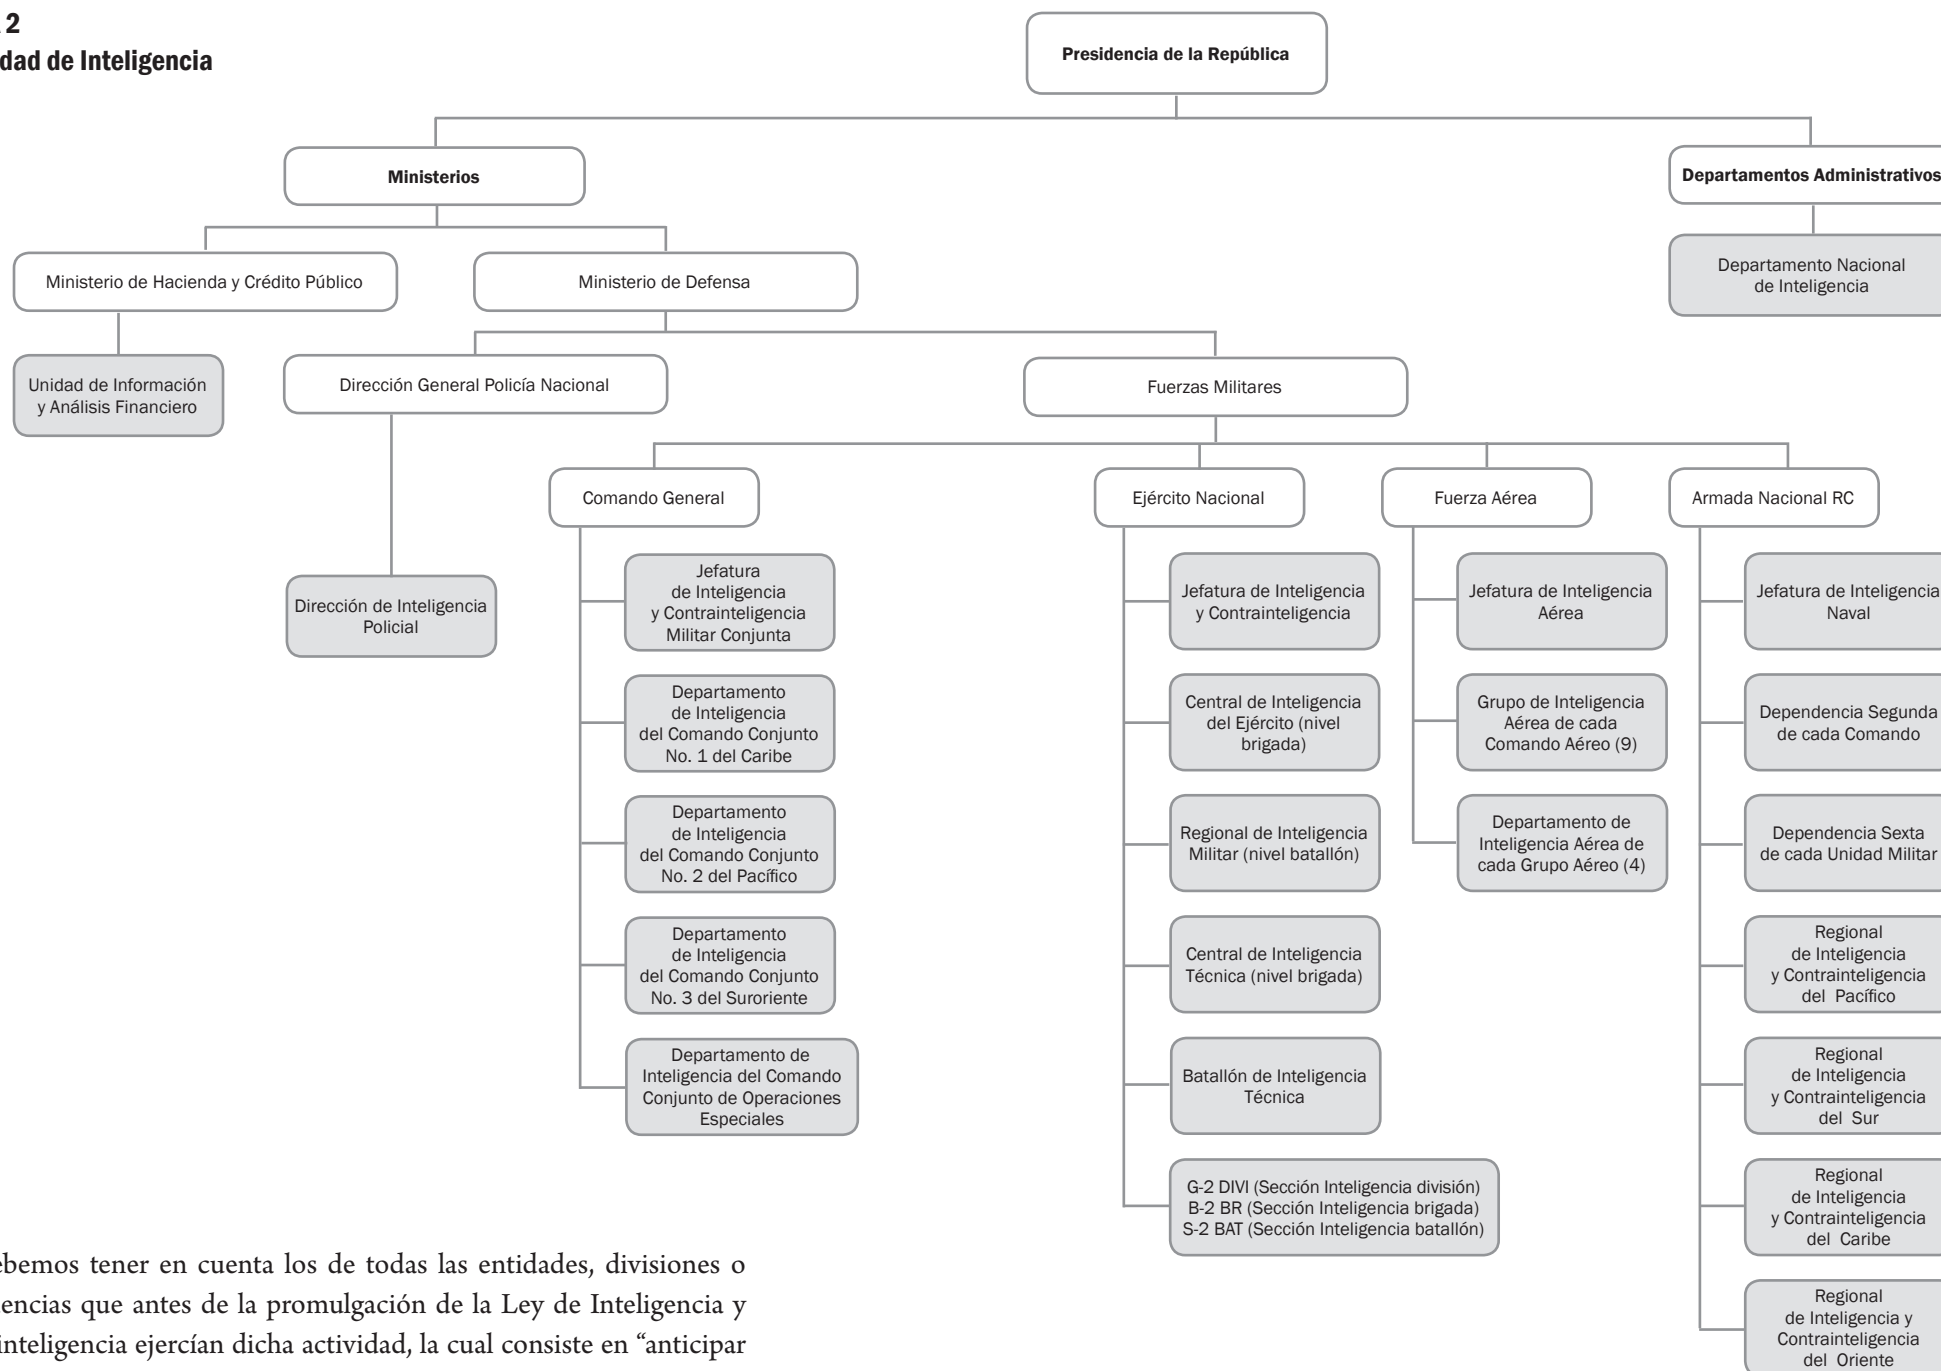 2
dad de Inteligencia
Presidencia de la República
Ministerios
Departamentos Administrativos
Ministerio de Hacienda y Crédito Público
Ministerio de Defensa
Departamento Nacional
de Inteligencia
Unidad de Información
y Análisis Financiero
Dirección General Policía Nacional
Fuerzas Militares
Dirección de Inteligencia
Policial
Comando General
Jefatura
de Inteligencia
y Contrainteligencia
Militar Conjunta
Departamento
de Inteligencia
del Comando Conjunto
No. 1 del Caribe
Departamento
de Inteligencia
del Comando Conjunto
No. 2 del Pacífico
Departamento
de Inteligencia
del Comando Conjunto
No. 3 del Suroriente
Departamento de
Inteligencia del Comando
Conjunto de Operaciones
Especiales
Ejército Nacional
Jefatura de Inteligencia
y Contrainteligencia
Central de Inteligencia
del Ejército (nivel
brigada)
Regional de Inteligencia
Militar (nivel batallón)
Central de Inteligencia
Técnica (nivel brigada)
Batallón de Inteligencia
Técnica
G-2 DIVI (Sección Inteligencia división)
B-2 BR (Sección Inteligencia brigada)
S-2 BAT (Sección Inteligencia batallón)
Fuerza Aérea
Jefatura de Inteligencia
Aérea
Grupo de Inteligencia
Aérea de cada
Comando Aéreo (9)
Departamento de
Inteligencia Aérea de
cada Grupo Aéreo (4)
Armada Nacional RC
Jefatura de Inteligencia
Naval
Dependencia Segunda
de cada Comando
Dependencia Sexta
de cada Unidad Militar
Regional
de Inteligencia
y Contrainteligencia
del Pacífico
Regional
de Inteligencia
y Contrainteligencia
del Sur
Regional
de Inteligencia
y Contrainteligencia
del Caribe
Regional
de Inteligencia y
Contrainteligencia
del Oriente
ebemos tener en cuenta los de todas las entidades, divisiones o
encias que antes de la promulgación de la Ley de Inteligencia y
inteligencia ejercían dicha actividad, la cual consiste en “anticipar